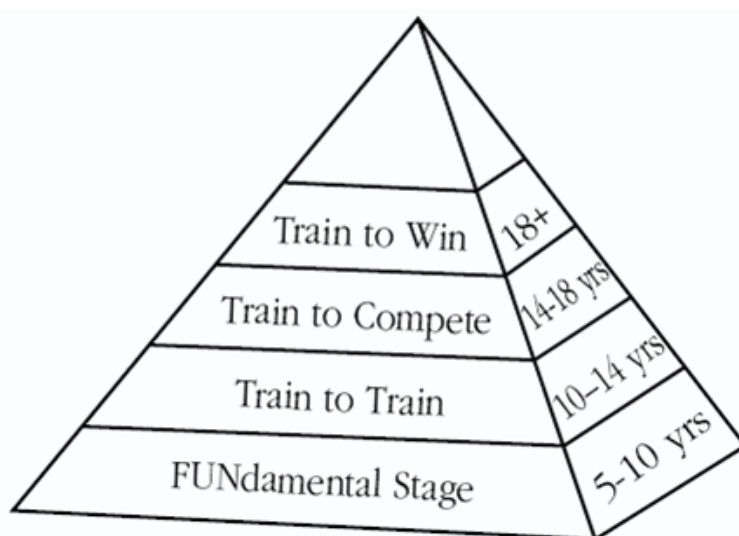 Train to Win
18+
Train to Compete
14-18 yrs
Train to Train
10–14 yrs
FUNdamental Stage
5-10 yrs